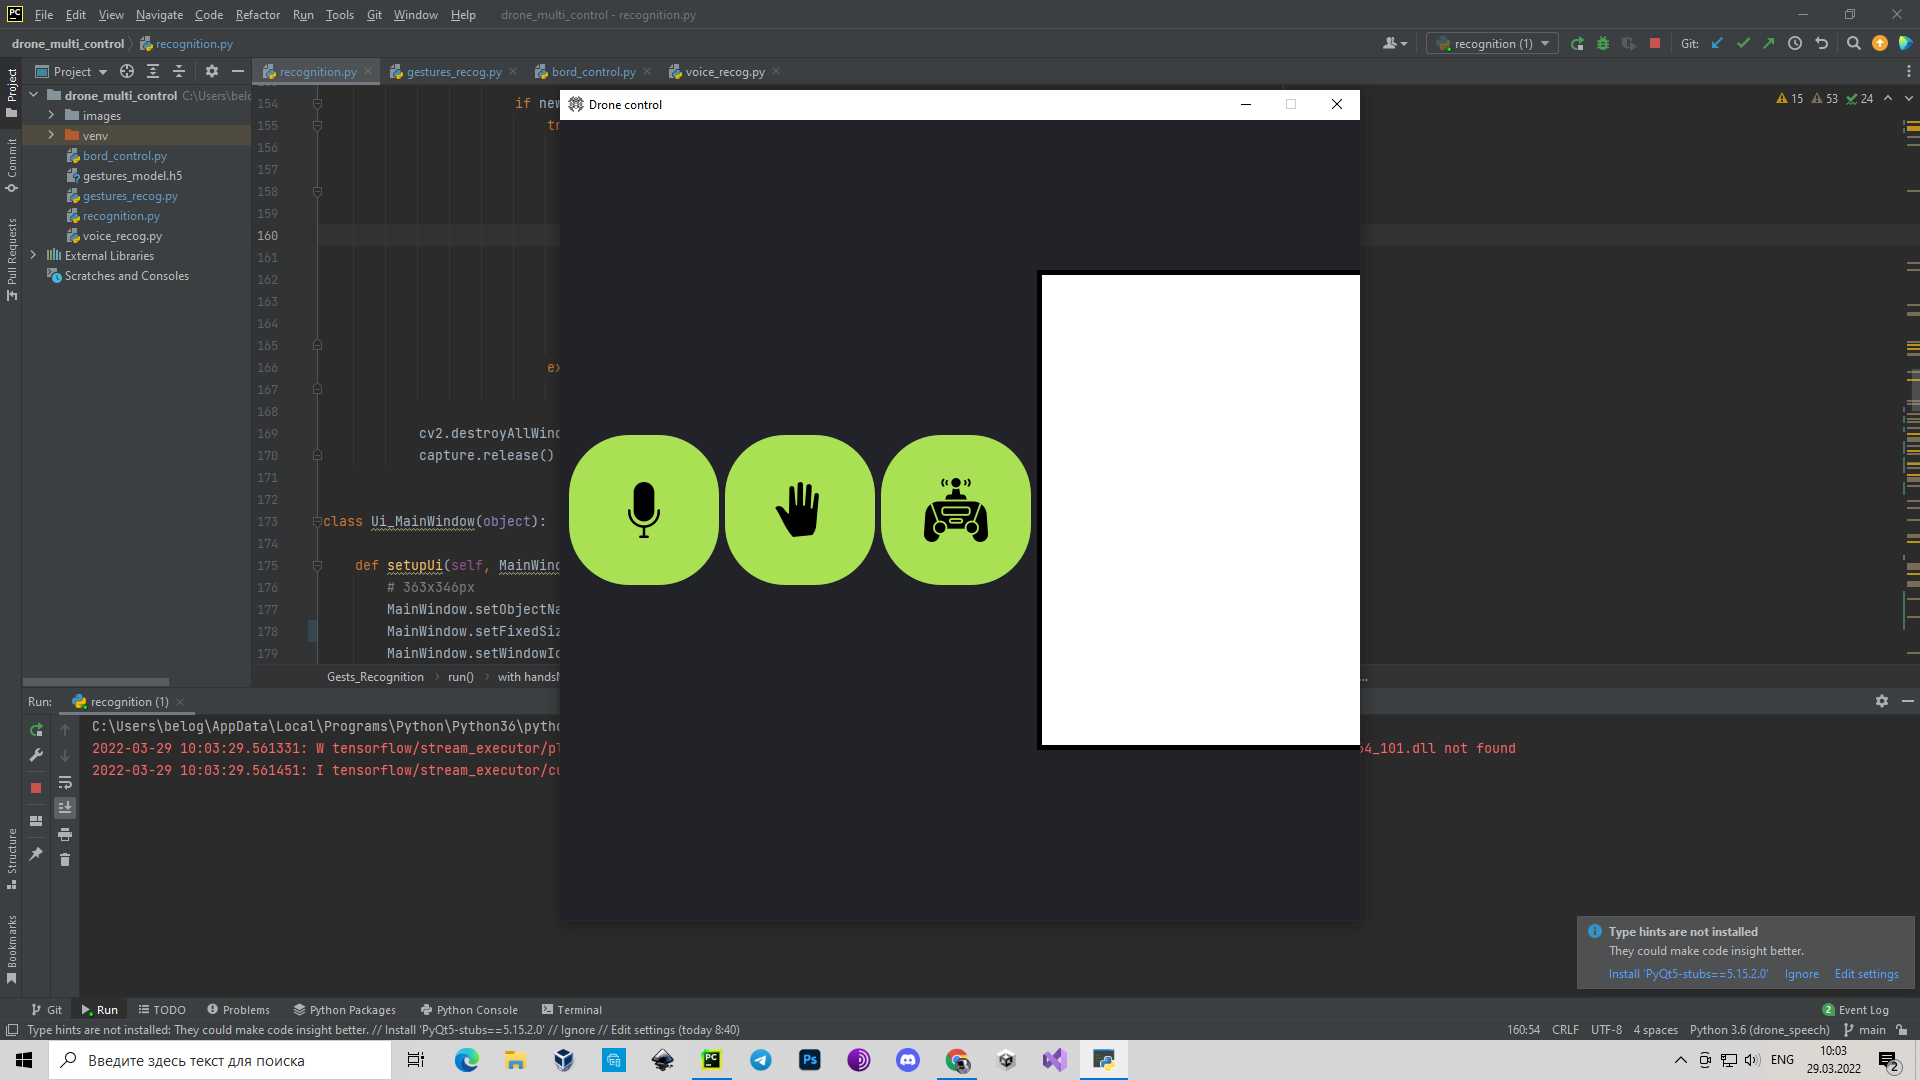 PC File Edit View Navigate Code Refactor Run Tools Git Window Help drone_multi_control - recognition.py
drone_multi_control recognition.py recognition (1) Git:
Project recognition.py gestures_recog.py bord_control.py voice_recog.py
drone_multi_control C:\Users\belo
images
venv
bord_control.py
gestures_model.h5
gestures_recog.py
recognition.py
voice_recog.py
External Libraries
Scratches and Consoles
Project
Commit
Pull Requests
Structure
Bookmarks
15 53 24
154 if new
155 tr
156
157
158
159
160
161
162
163
164
165
166 ex
167
168
169 cv2.destroyAllWind
170 capture.release()
171
172
173 class Ui_MainWindow(object):
174
175 def setupUi(self, MainWind
176 # 363x346px
177 MainWindow.setObjectNa
178 MainWindow.setFixedSiz
179 MainWindow.setWindowIc
Gests_Recognition run() with hands
Drone control
Run: recognition (1)
C:\Users\belog\AppData\Local\Programs\Python\Python36\pytho
2022-03-29 10:03:29.561331: W tensorflow/stream_executor/pl 64_101.dll not found
2022-03-29 10:03:29.561451: I tensorflow/stream_executor/cu
Type hints are not installed
They could make code insight better.
Install 'PyQt5-stubs==5.15.2.0' Ignore Edit settings
Git Run TODO Problems Python Packages Python Console Terminal 2 Event Log
Type hints are not installed: They could make code insight better. // Install 'PyQt5-stubs==5.15.2.0' // Ignore // Edit settings (today 8:40) 160:54 CRLF UTF-8 4 spaces Python 3.6 (drone_speech) main
Введите здесь текст для поиска PC Ps ENG 10:03
29.03.2022 2